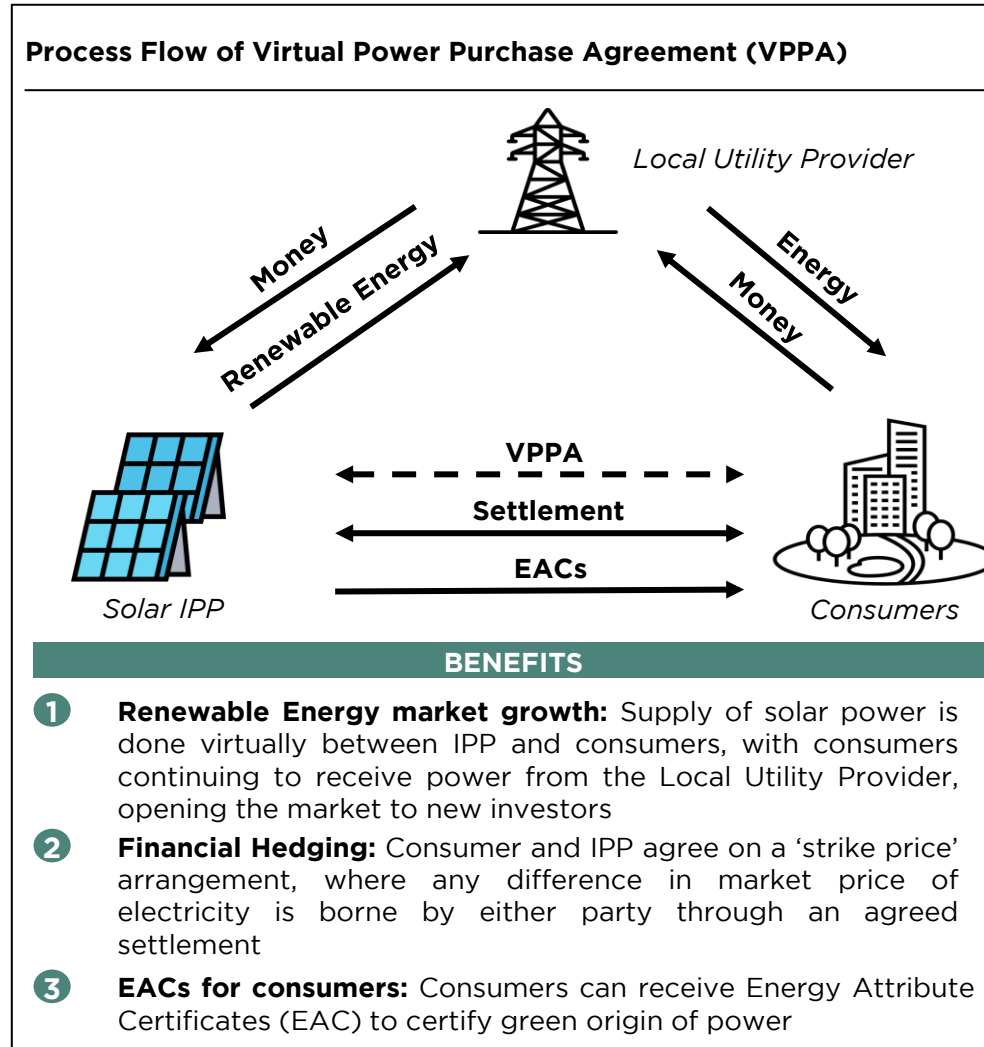 Process Flow of Virtual Power Purchase Agreement (VPPA)
Local Utility Provider
Money
Renewable Energy
Energy
Money
VPPA
Settlement
EACs
Solar IPP
Consumers
BENEFITS
1 Renewable Energy market growth: Supply of solar power is
done virtually between IPP and consumers, with consumers
continuing to receive power from the Local Utility Provider,
opening the market to new investors
2 Financial Hedging: Consumer and IPP agree on a ‘strike price’
arrangement, where any difference in market price of
electricity is borne by either party through an agreed
settlement
3 EACs for consumers: Consumers can receive Energy Attribute
Certificates (EAC) to certify green origin of power